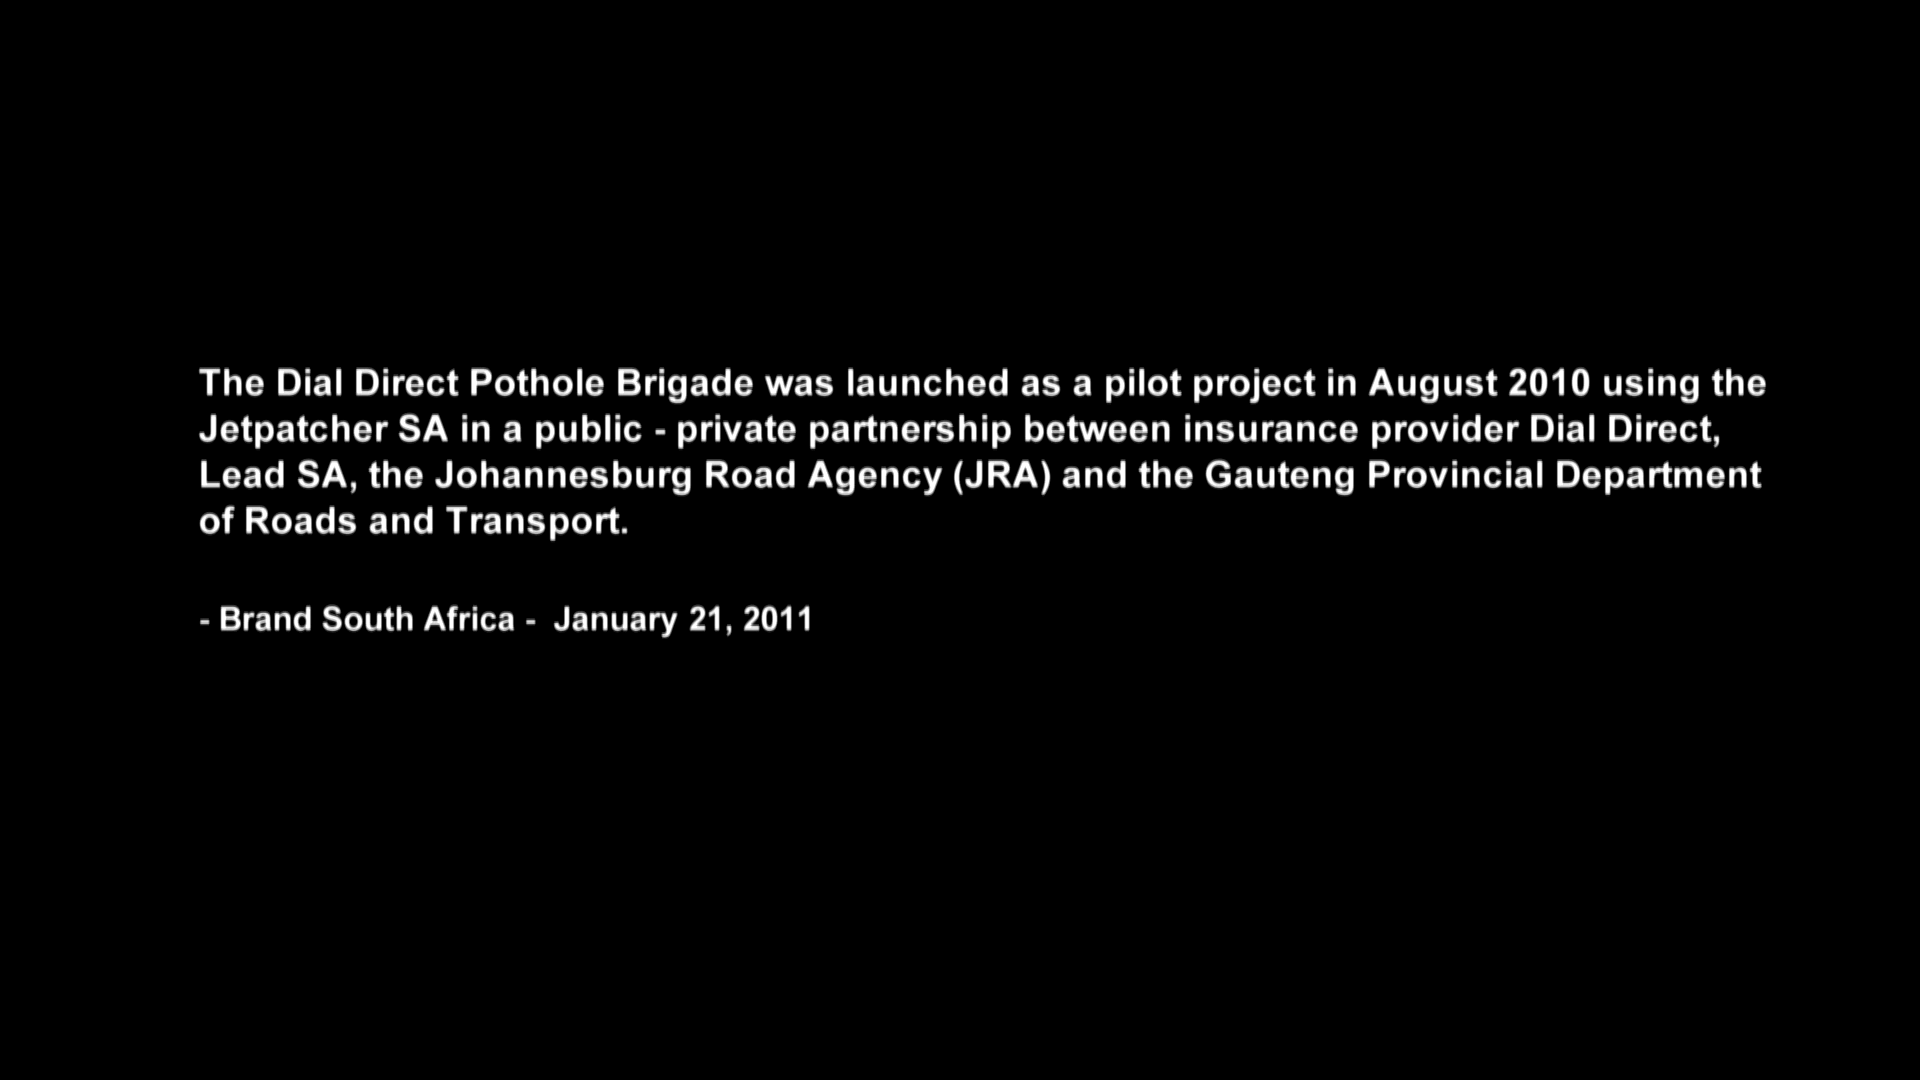 The Dial Direct Pothole Brigade was launched as a pilot project in August 2010 using the
Jetpatcher SA in a public - private partnership between insurance provider Dial Direct,
Lead SA, the Johannesburg Road Agency (JRA) and the Gauteng Provincial Department
of Roads and Transport.
- Brand South Africa -  January 21, 2011